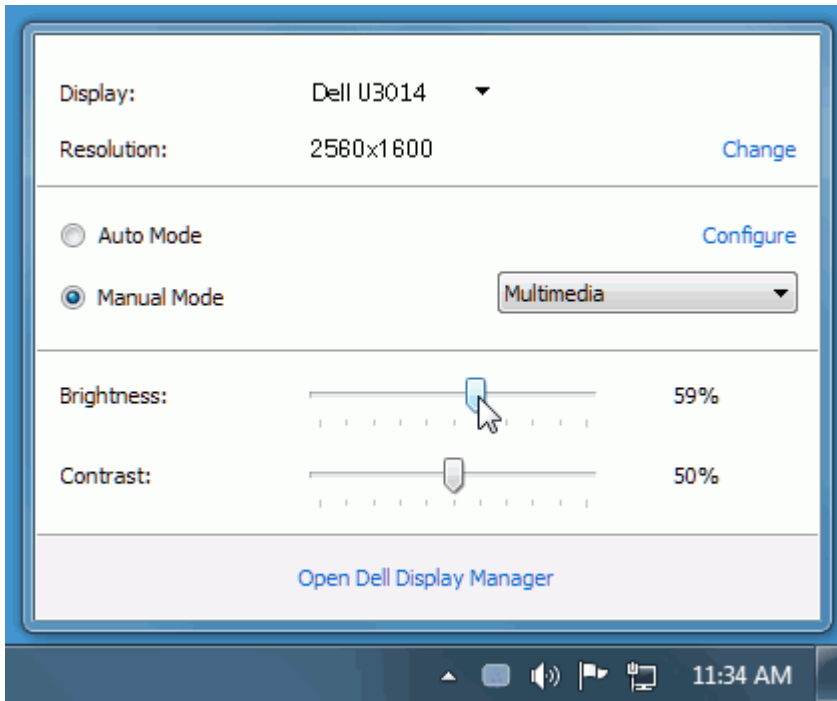 Display: Dell U3014
Resolution: 2560x1600 Change
Auto Mode Configure
Manual Mode Multimedia
Brightness: 59%
Contrast: 50%
Open Dell Display Manager
11:34 AM